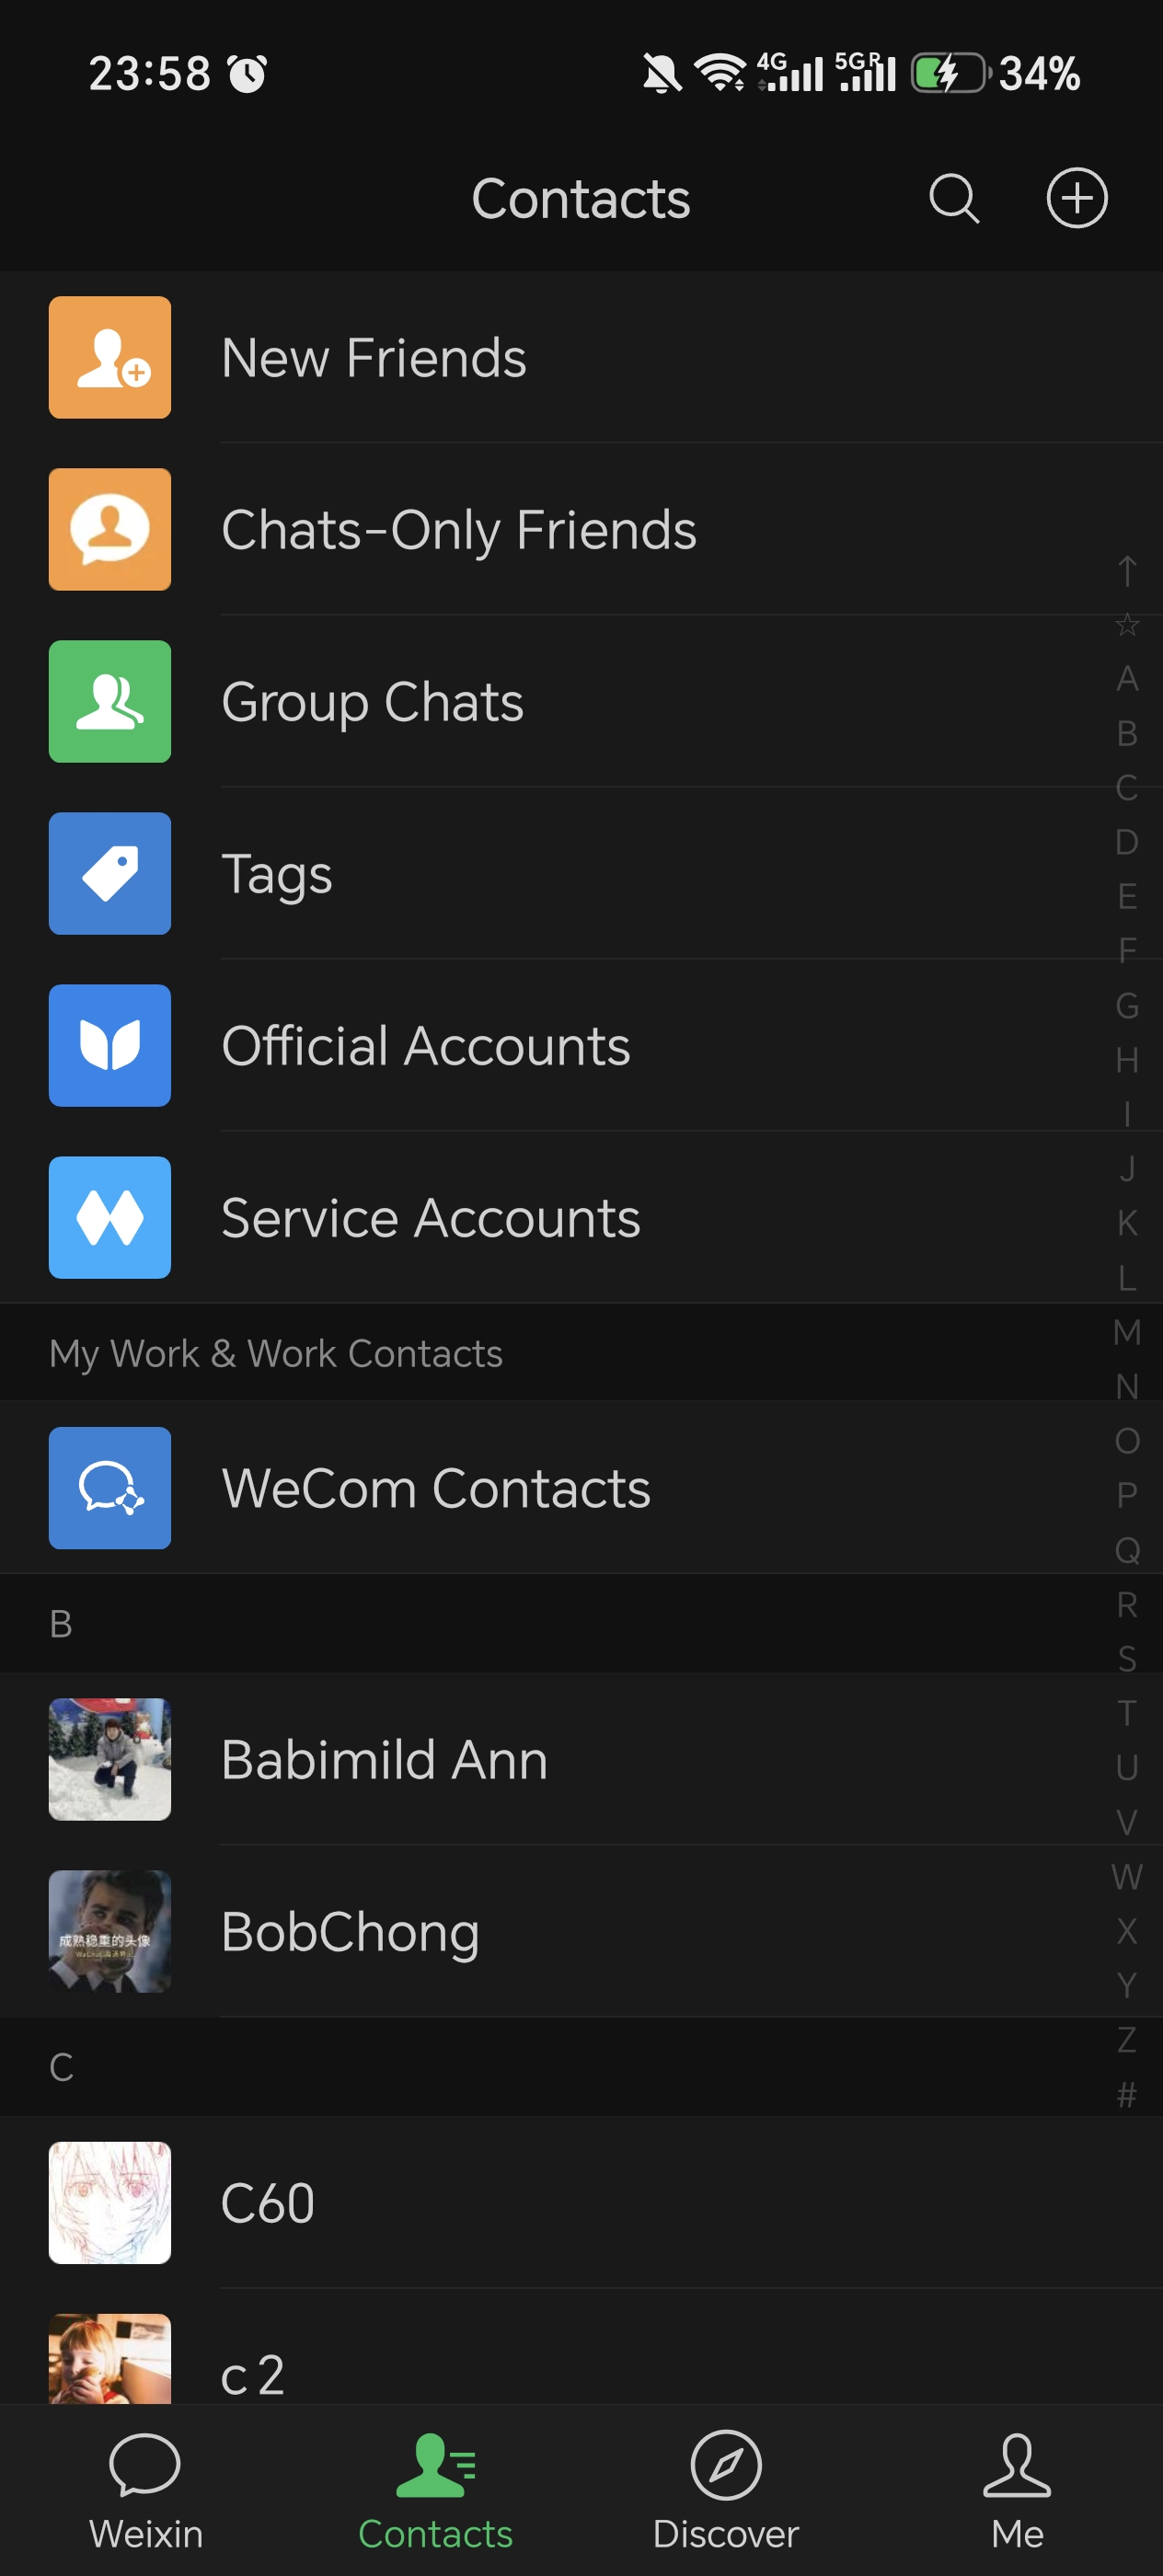 23:58
4G 5G R 34%
Contacts
New Friends
Chats-Only Friends
Group Chats
Tags
Official Accounts
Service Accounts
My Work & Work Contacts
WeCom Contacts
B
Babimild Ann
成熟稳重的头像
BobChong
C
C60
c 2
↑
☆
A
B
C
D
E
F
G
H
I
J
K
L
M
N
O
P
Q
R
S
T
U
V
W
X
Y
Z
#
Weixin
Contacts
Discover
Me